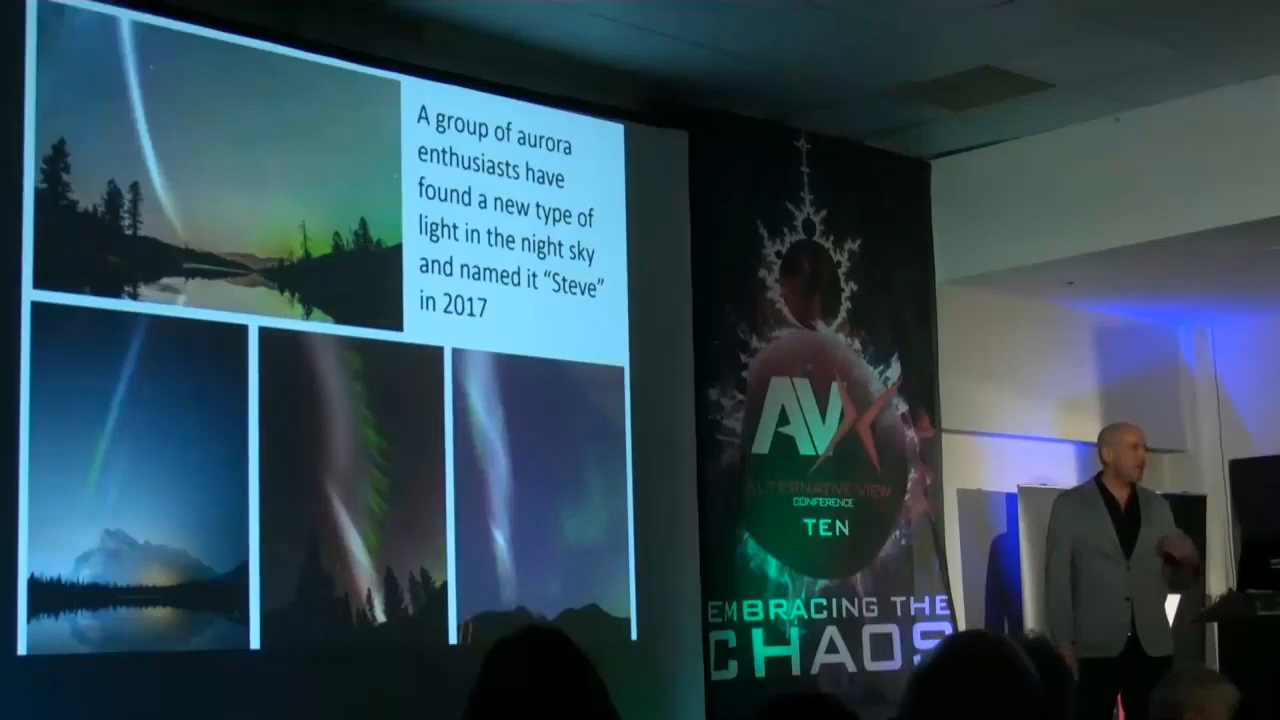 A group of aurora
enthusiasts have
found a new type of
light in the night sky
and named it “Steve”
in 2017
AVX
ALTERNATIVE VIEW
CONFERENCE
TEN
EMBRACING THE
CHAOS